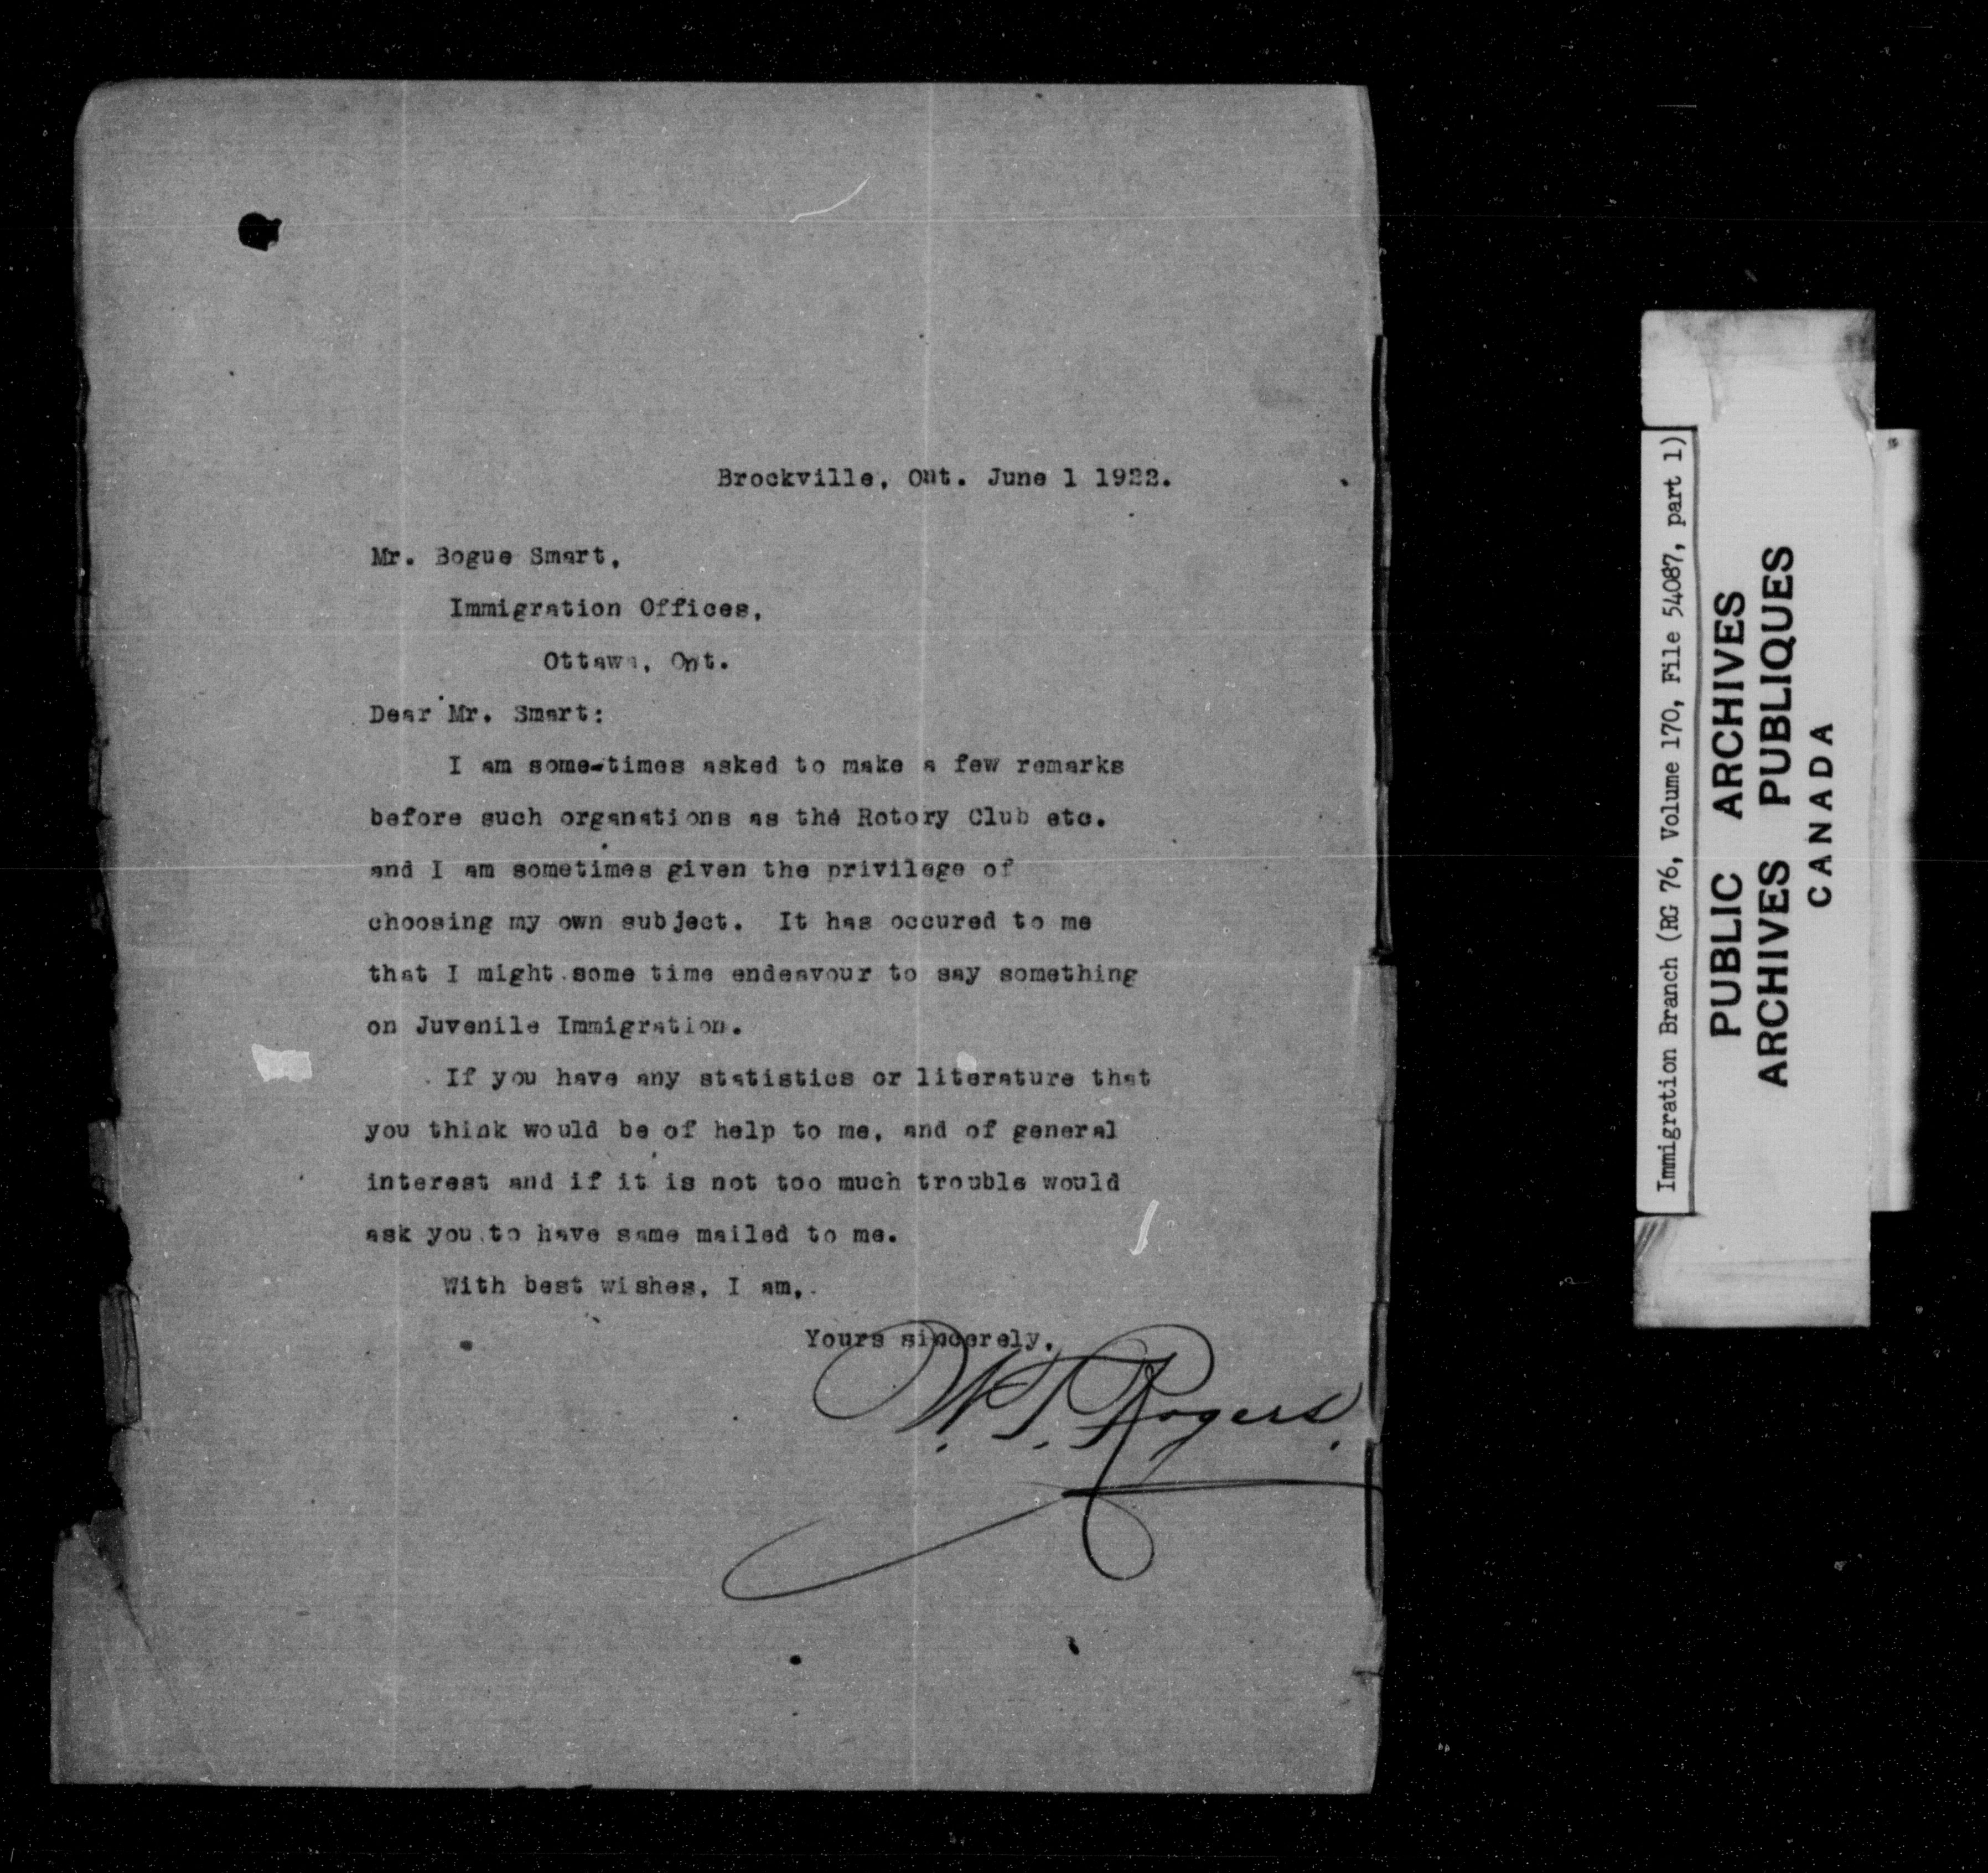 Brockville, Ont. June 1 1922.
Mr. Bogue Smart,
Immigration Offices,
Ottawa, Ont.
Dear Mr. Smart:
I am some-times asked to make a few remarks
before such organations as the Rotory Club etc.
and I am sometimes given the privilege of
choosing my own subject. It has occured to me
that I might some time endeavour to say something
on Juvenile Immigration.
If you have any statistics or literature that
you think would be of help to me, and of general
interest and if it is not too much trouble would
ask you to have same mailed to me.
With best wishes, I am,
Yours sincerely,
W. T. Rogers.
Immigration Branch (RG 76, Volume 170, File 54087, part 1)
PUBLIC ARCHIVES
ARCHIVES PUBLIQUES
CANADA